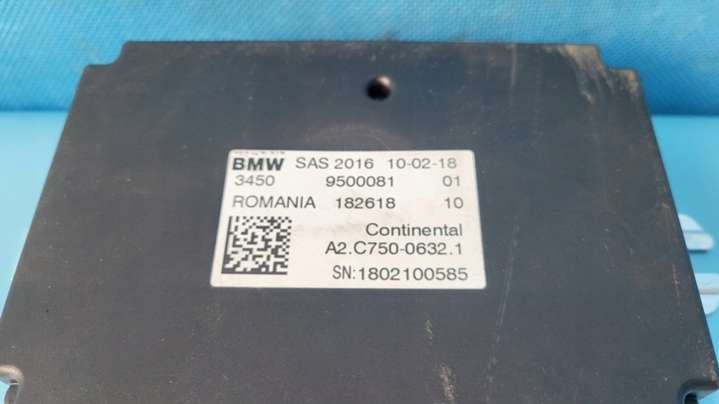 BMW SAS 2016 10-02-18
3450 9500081 01
ROMANIA 182618 10
Continental
A2.C750-0632.1
SN:1802100585